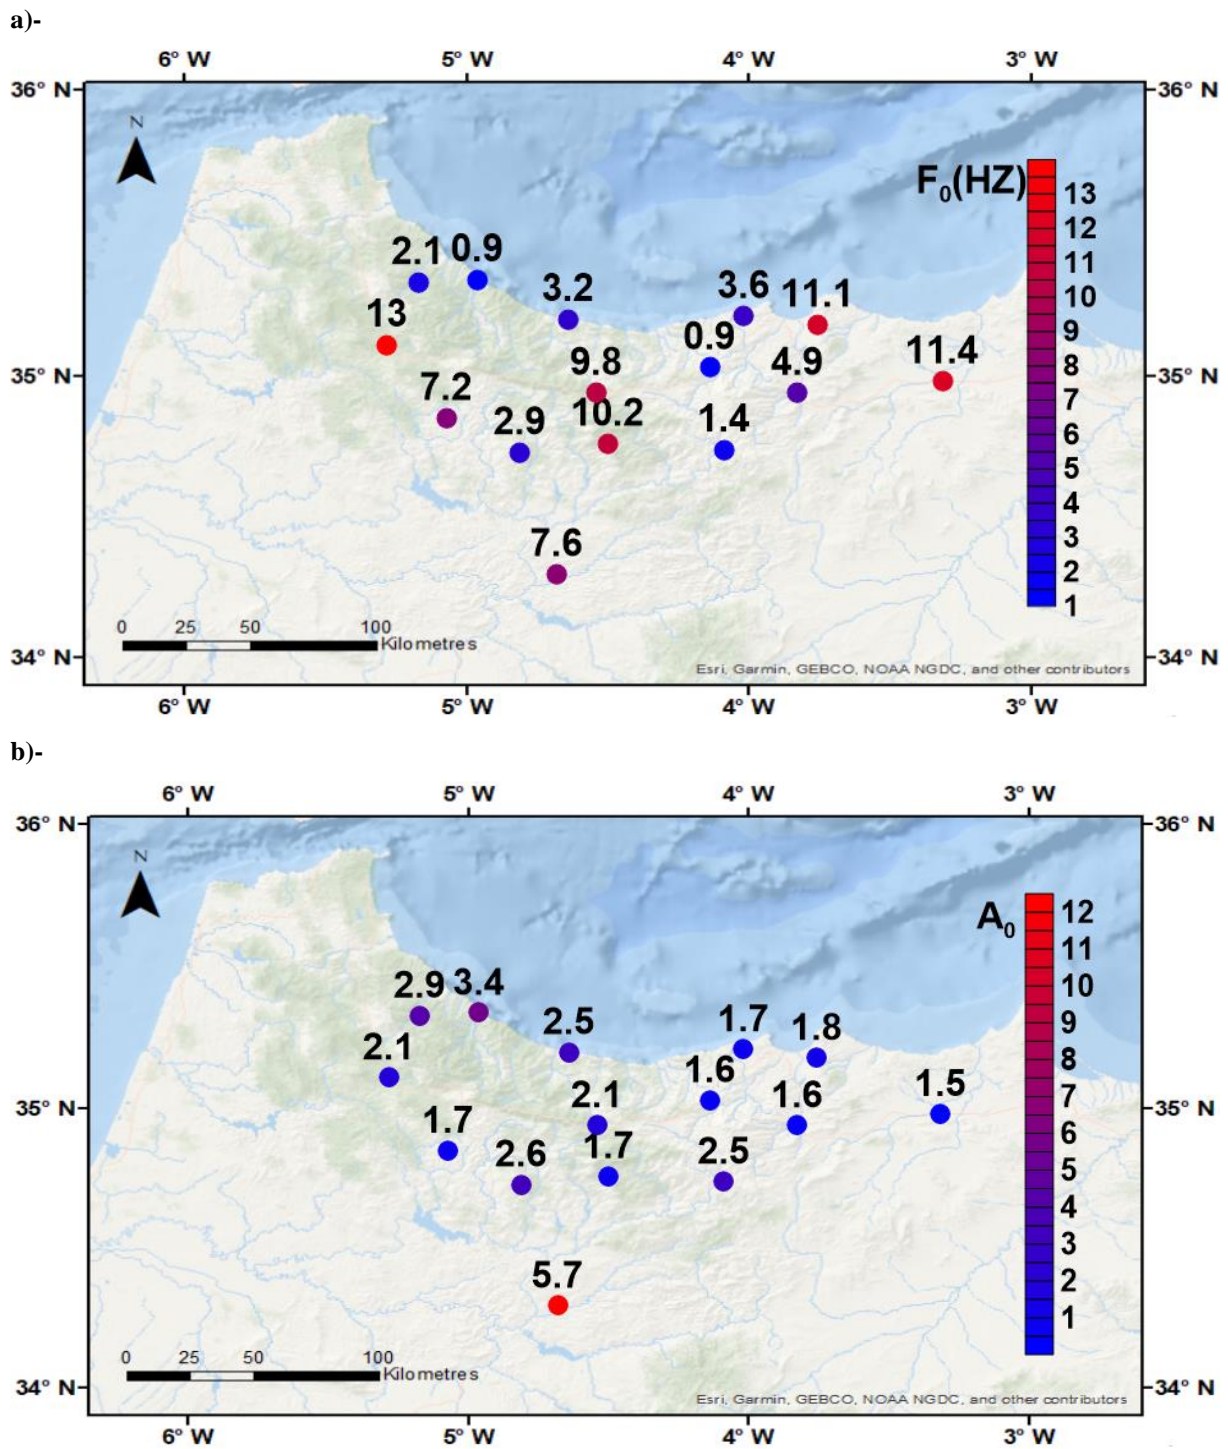 a)-
6° W 5° W 4° W 3° W
36° N 36° N
N
F0(HZ)
13
12
11
10
9
8
7
6
5
4
3
2
1
2.1 0.9
3.2 3.6 11.1
13 0.9
9.8 4.9 11.4
35° N 35° N
7.2
2.9 10.2 1.4
7.6
0 25 50 100
Kilometres
34° N 34° N
Esri, Garmin, GEBCO, NOAA NGDC, and other contributors
6° W 5° W 4° W 3° W
b)-
6° W 5° W 4° W 3° W
36° N 36° N
N
A0
12
11
10
9
8
7
6
5
4
3
2
1
2.9 3.4
2.5 1.7 1.8
2.1 1.6
2.1 1.6 1.5
35° N 35° N
1.7
2.6 1.7 2.5
5.7
0 25 50 100
Kilometres
34° N 34° N
Esri, Garmin, GEBCO, NOAA NGDC, and other contributors
6° W 5° W 4° W 3° W